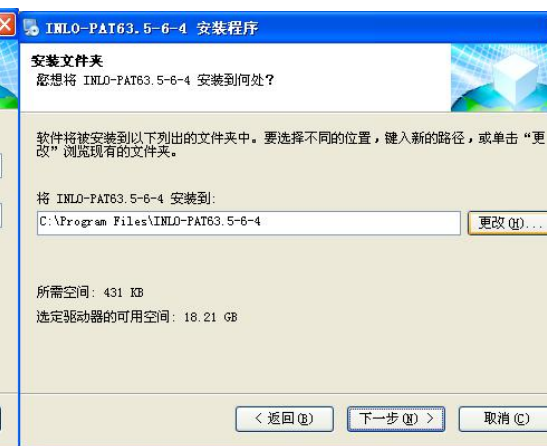 INLO-PAT63.5-6-4 安装程序
安装文件夹
您想将 INLO-PAT63.5-6-4 安装到何处?
软件将被安装到以下列出的文件夹中。要选择不同的位置，键入新的路径，或单击“更
改”浏览现有的文件夹。
将 INLO-PAT63.5-6-4 安装到:
C:\Program Files\INLO-PAT63.5-6-4
更改(H)...
所需空间: 431 KB
选定驱动器的可用空间: 18.21 GB
< 返回(B)
下一步(N) >
取消(C)